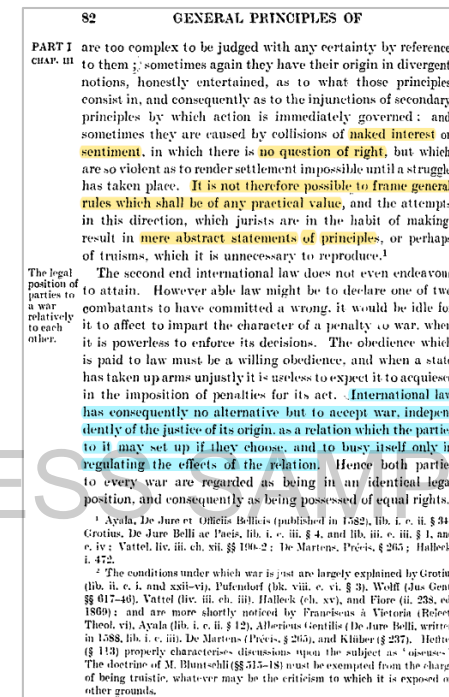 82 GENERAL PRINCIPLES OF
PART I
CHAP. III
are too complex to be judged with any certainty by reference
to them; sometimes again they have their origin in divergent
notions, honestly entertained, as to what those principles
consist in, and consequently as to the injunctions of secondary
principles by which action is immediately governed: and
sometimes they are caused by collisions of naked interest or
sentiment, in which there is no question of right, but which
are so violent as to render settlement impossible until a struggle
has taken place. It is not therefore possible to frame general
rules which shall be of any practical value, and the attempts
in this direction, which jurists are in the habit of making
result in mere abstract statements of principles, or perhaps
of truisms, which it is unnecessary to reproduce.¹
The legal
position of
parties to
a war
relatively
to each
other.
The second end international law does not even endeavour
to attain. However able law might be to declare one of two
combatants to have committed a wrong, it would be idle for
it to affect to impart the character of a penalty to war, when
it is powerless to enforce its decisions. The obedience which
is paid to law must be a willing obedience, and when a state
has taken up arms unjustly it is useless to expect it to acquiesce
in the imposition of penalties for its act. International law
has consequently no alternative but to accept war, indepen-
dently of the justice of its origin, as a relation which the parties
to it may set up if they choose, and to busy itself only in
regulating the effects of the relation. Hence both parties
to every war are regarded as being in an identical legal
position, and consequently as being possessed of equal rights.
¹ Ayala, De Jure et Officiis Bellicis (published in 1582), lib. i. c. ii. § 34
Grotius, De Jure Belli ac Pacis, lib. i. c. iii. § 4, and lib. iii. c. iii. § 1, and
c. iv; Vattel, liv. iii. ch. xii. §§ 190-2; De Martens, Précis, § 265; Halleck
i. 472.
² The conditions under which war is just are largely explained by Grotius
(lib. ii. c. i. and xxii-vi), Pufendorf (bk. viii. c. vi. § 3), Wolff (Jus Gent
§§ 617-46), Vattel (liv. iii. ch. iii), Halleck (ch. xv), and Fiore (ii. 238, ed
1869); and are more shortly noticed by Franciscus à Victoria (Relect
Theol. vi), Ayala (lib. i. c. ii. § 12), Albericus Gentilis (De Jure Belli, written
in 1588, lib. i. c. iii), De Martens (Précis, § 265), and Klüber (§ 237). Heffter
(§ 113) properly characterises discussions upon the subject as 'oiseuses'
The doctrine of M. Bluntschli (§§ 515-18) must be exempted from the charge
of being truistic, whatever may be the criticism to which it is exposed on
other grounds.
ESS SAMP